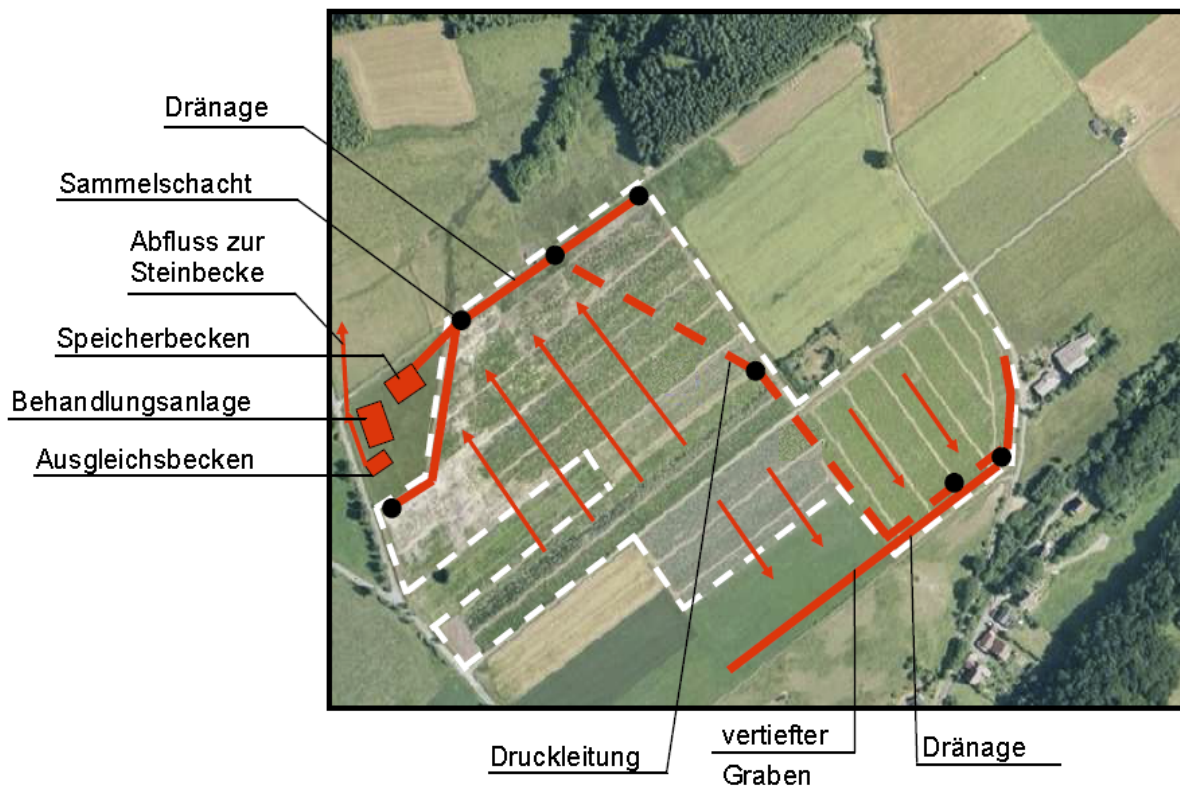 Dränage
Sammelschacht
Abfluss zur
Steinbecke
Speicherbecken
Behandlungsanlage
Ausgleichsbecken
Druckleitung
vertiefter
Graben
Dränage